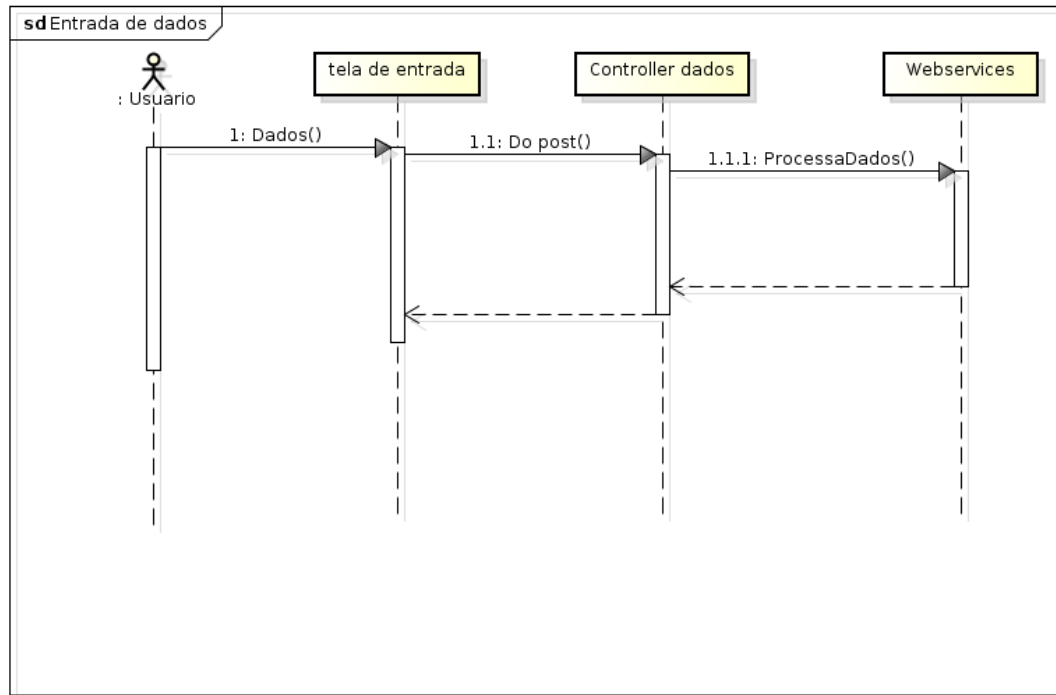 sd Entrada de dados
: Usuario
tela de entrada
Controller dados
Webservices
1: Dados()
1.1: Do post()
1.1.1: ProcessaDados()